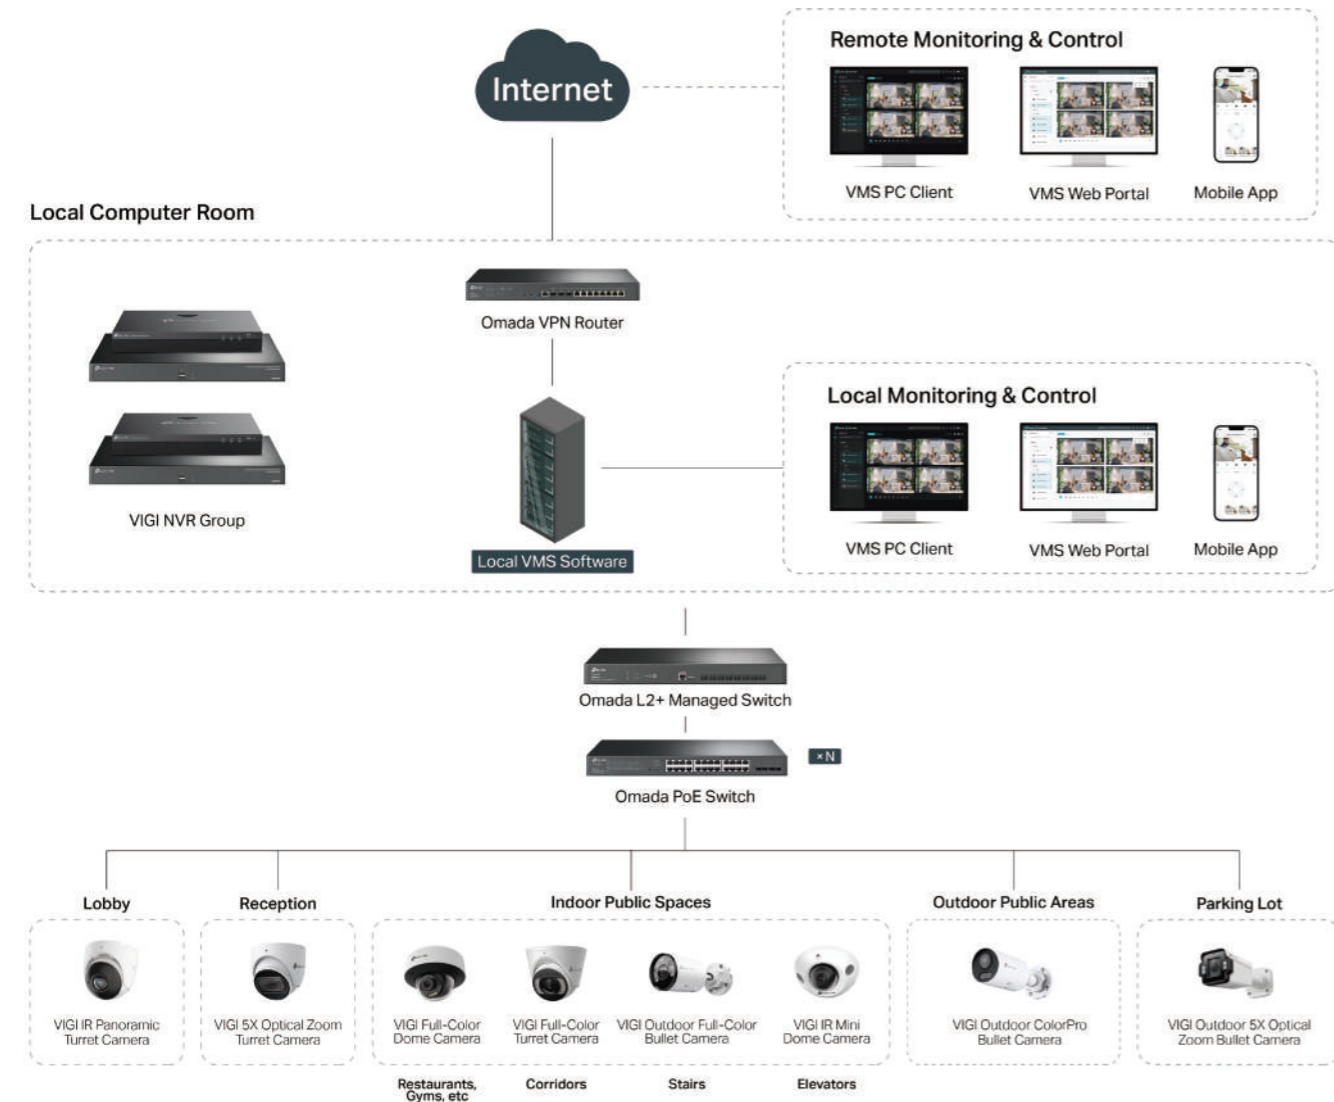 Internet
Remote Monitoring & Control
VMS PC Client
VMS Web Portal
Mobile App
Local Computer Room
Omada VPN Router
VIGI NVR Group
Local VMS Software
Local Monitoring & Control
VMS PC Client
VMS Web Portal
Mobile App
Omada L2+ Managed Switch
×N
Omada PoE Switch
Lobby
Reception
Indoor Public Spaces
Outdoor Public Areas
Parking Lot
VIGI IR Panoramic
Turret Camera
VIGI 5X Optical Zoom
Turret Camera
VIGI Full-Color
Dome Camera
VIGI Full-Color
Turret Camera
VIGI Outdoor Full-Color
Bullet Camera
VIGI IR Mini
Dome Camera
VIGI Outdoor ColorPro
Bullet Camera
VIGI Outdoor 5X Optical
Zoom Bullet Camera
Restaurants,
Gyms, etc
Corridors
Stairs
Elevators